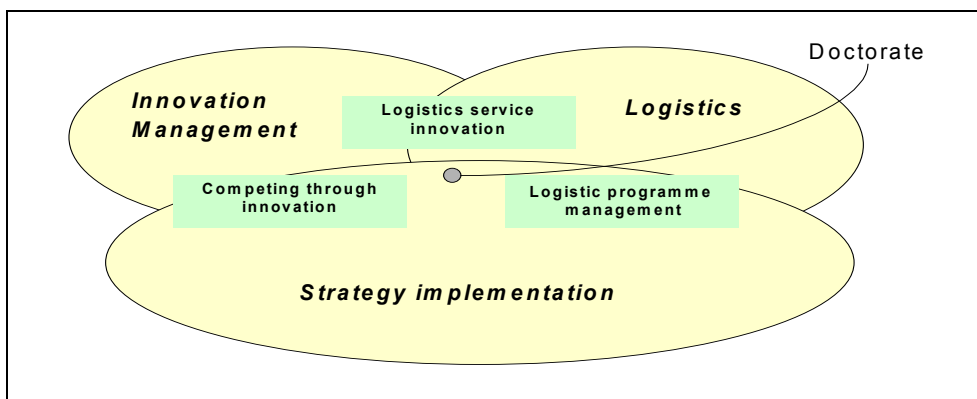 Doctorate
Innovation
Management
Logistics service
innovation
Logistics
Competing through
innovation
Logistic programme
management
Strategy implementation